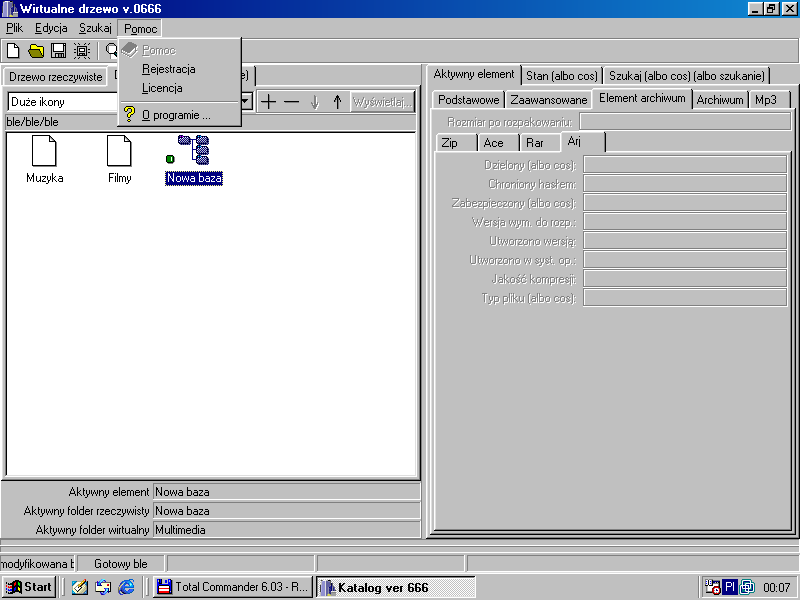 Wirtualne drzewo v.0666
Plik Edycja Szukaj Pomoc
Pomoc
Rejestracja
Licencja
O programie ...
Drzewo rzeczywiste
Duże ikony
Wyświetlaj...
ble/ble/ble
Muzyka
Filmy
Nowa baza
Aktywny element Nowa baza
Aktywny folder rzeczywisty Nowa baza
Aktywny folder wirtualny Multimedia
Aktywny element Stan (albo cos) Szukaj (albo cos) (albo szukanie)
Podstawowe Zaawansowane Element archiwum Archiwum Mp3
Rozmiar po rozpakowaniu:
Zip Ace Rar Arj
Dzielony (albo cos):
Chroniony hasłem:
Zabezpieczony (albo cos):
Wersja wym. do rozp.:
Utworzono wersją:
Utworzono w syst. op.:
Jakość kompresji:
Typ pliku (albo cos):
modyfikowana b Gotowy ble
Start Total Commander 6.03 - R... Katalog ver 666 Pl 00:07